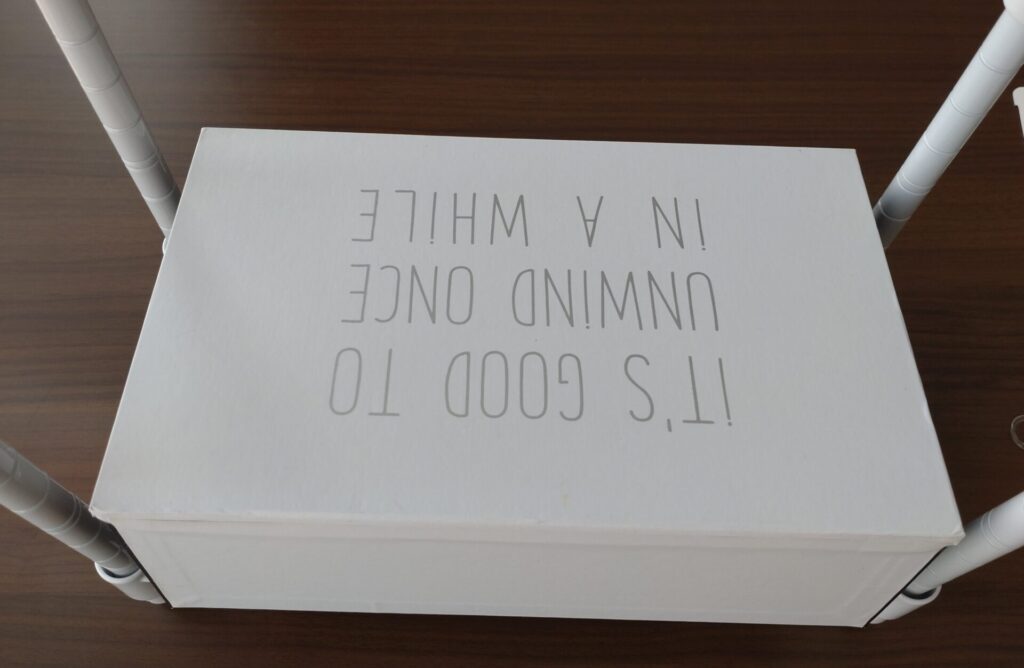 iT'S GOOD TO
UNWiND ONCE
iN A WHiLE